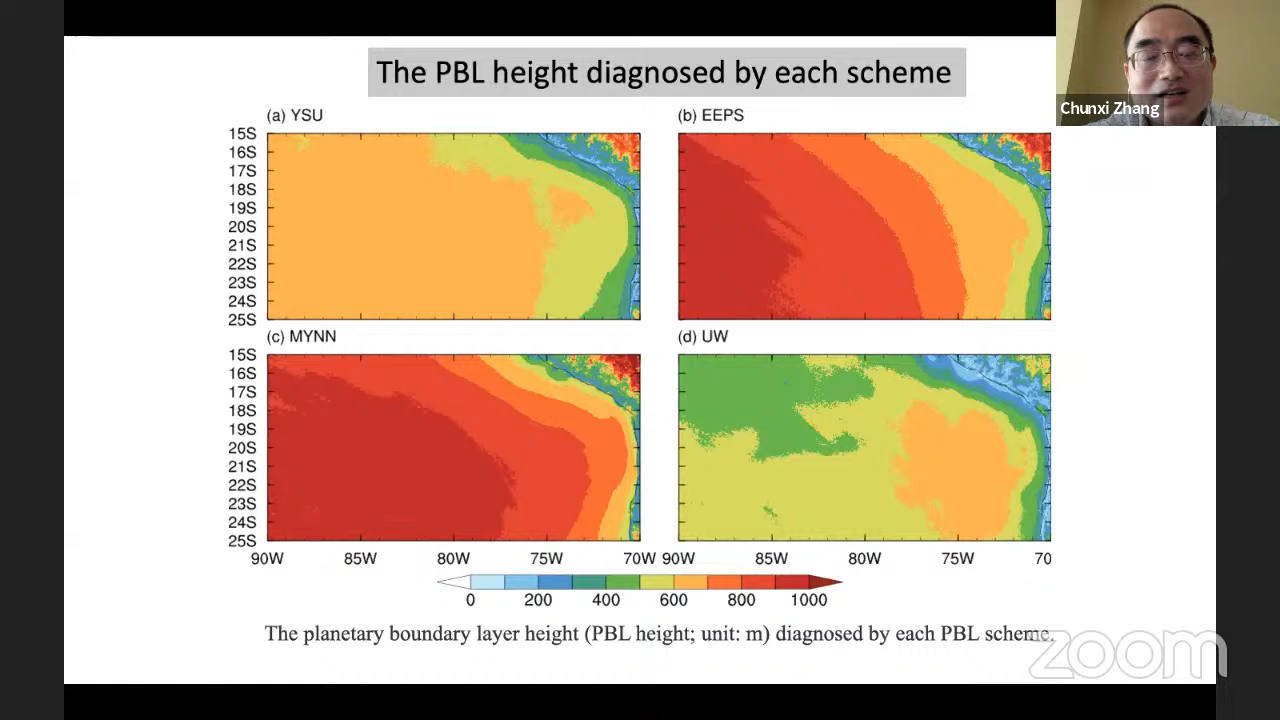 The PBL height diagnosed by each scheme
Chunxi Zhang
(a) YSU
(b) EEPS
15S
16S
17S
18S
19S
20S
21S
22S
23S
24S
25S
(c) MYNN
(d) UW
15S
16S
17S
18S
19S
20S
21S
22S
23S
24S
25S
90W 85W 80W 75W 70W 90W 85W 80W 75W 70
0 200 400 600 800 1000
The planetary boundary layer height (PBL height; unit: m) diagnosed by each PBL scheme.
zoom